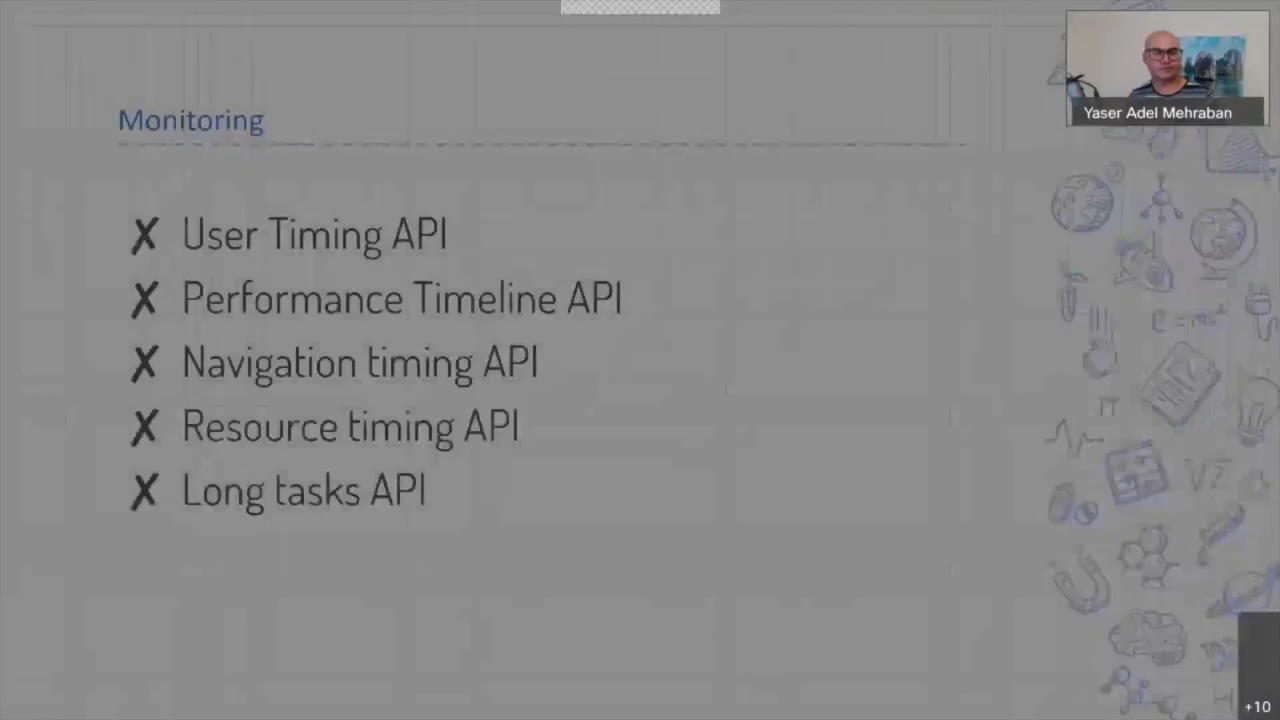 Monitoring
Yaser Adel Mehraban
✗ User Timing API
✗ Performance Timeline API
✗ Navigation timing API
✗ Resource timing API
✗ Long tasks API
+10